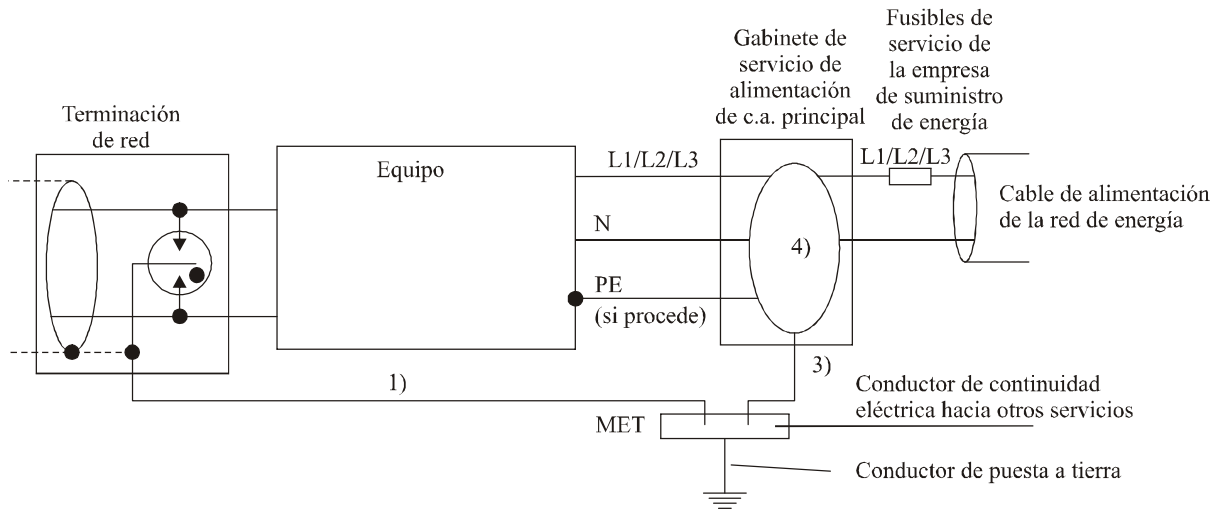 Fusibles de
servicio de
la empresa
de suministro
de energía
Gabinete de
servicio de
alimentación
de c.a. principal
Terminación
de red
Equipo
L1/L2/L3
L1/L2/L3
Cable de alimentación
de la red de energía
N
4)
PE
(si procede)
3)
1)
Conductor de continuidad
eléctrica hacia otros servicios
MET
Conductor de puesta a tierra